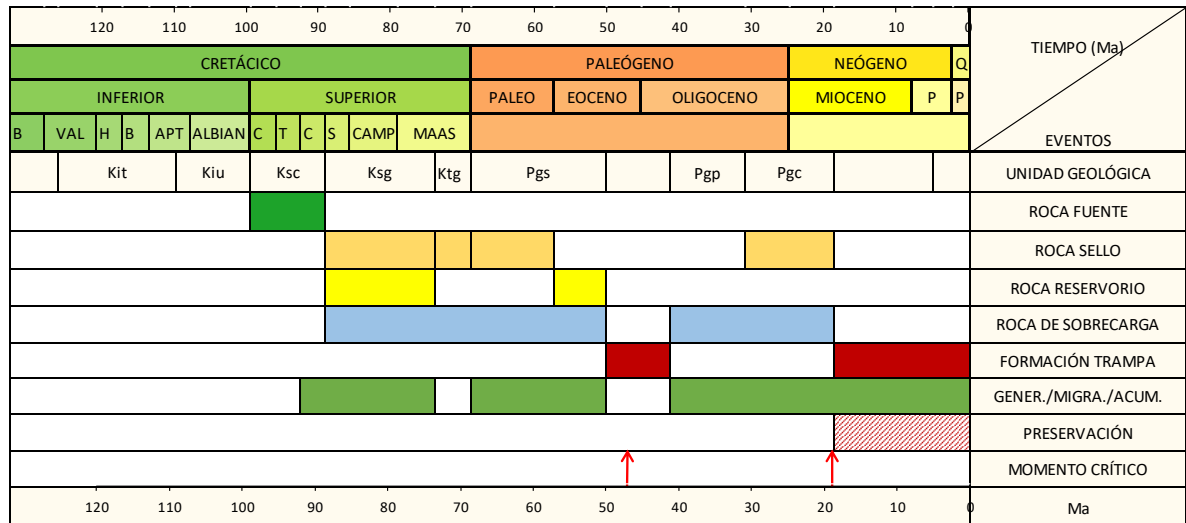 120 110 100 90 80 70 60 50 40 30 20 10 0
TIEMPO (Ma)
CRETÁCICO PALEÓGENO NEÓGENO Q
INFERIOR SUPERIOR PALEO EOCENO OLIGOCENO MIOCENO P P
B VAL H B APT ALBIAN C T C S CAMP MAAS
EVENTOS
Kit Kiu Ksc Ksg Ktg Pgs Pgp Pgc UNIDAD GEOLÓGICA
ROCA FUENTE
ROCA SELLO
ROCA RESERVORIO
ROCA DE SOBRECARGA
FORMACIÓN TRAMPA
GENER./MIGRA./ACUM.
PRESERVACIÓN
MOMENTO CRÍTICO
120 110 100 90 80 70 60 50 40 30 20 10 0 Ma